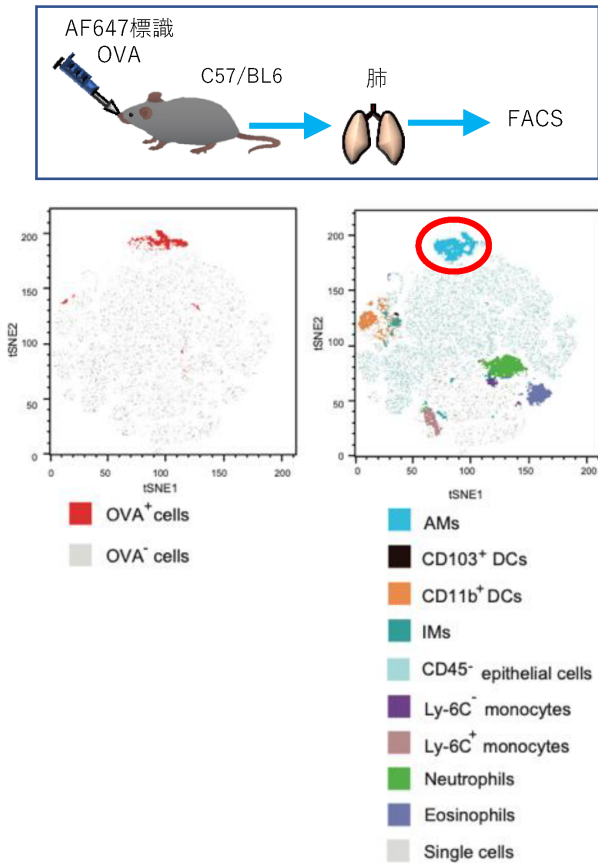 AF647標識
OVA
C57/BL6
肺
FACS
200
150
100
50
0
tSNE2
0
50
100
150
200
tSNE1
OVA+ cells
OVA- cells
200
150
100
50
0
tSNE2
0
50
100
150
200
tSNE1
AMs
CD103+ DCs
CD11b+ DCs
IMs
CD45- epithelial cells
Ly-6C- monocytes
Ly-6C+ monocytes
Neutrophils
Eosinophils
Single cells